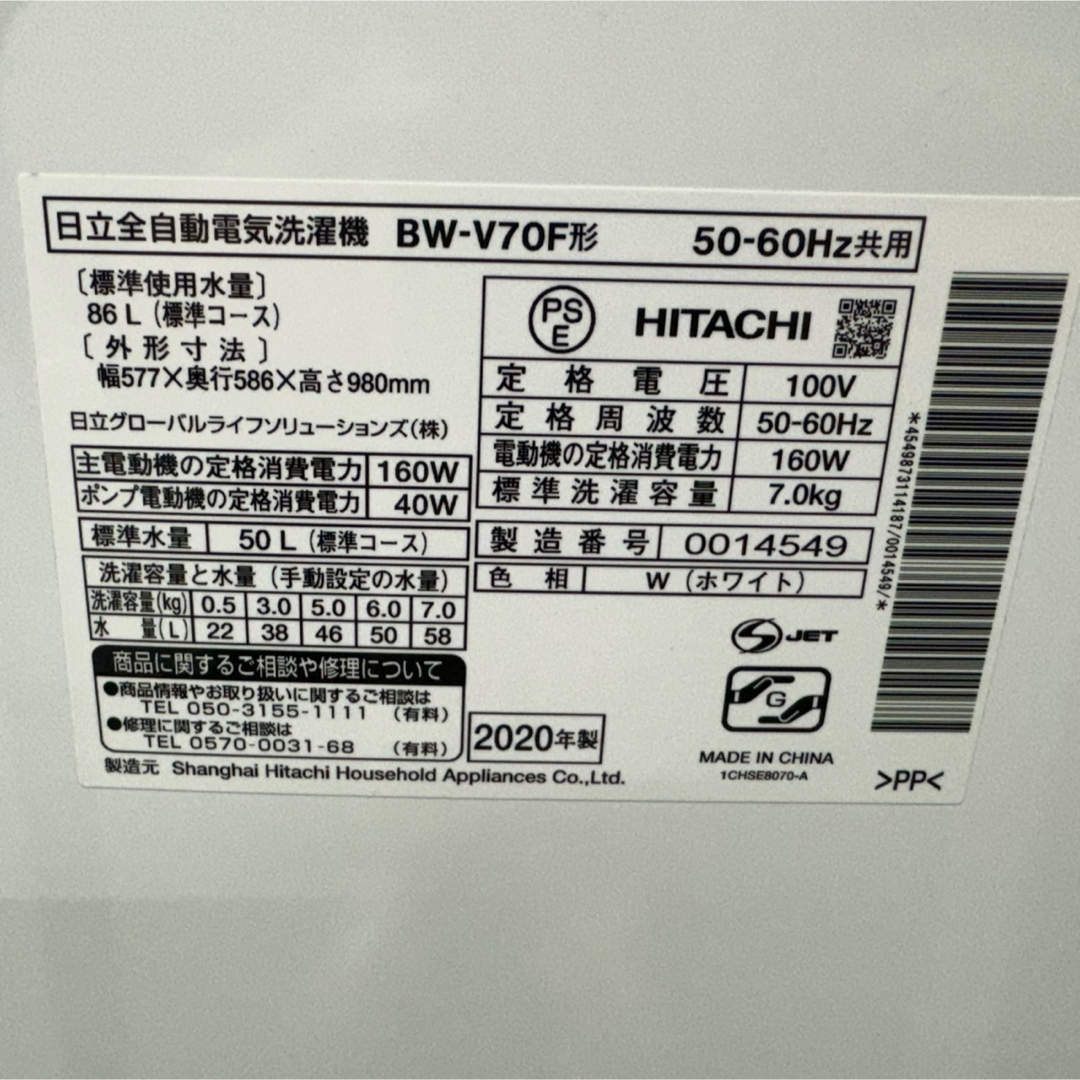 日立全自動電気洗濯機 BW-V70F形 50-60Hz共用
〔標準使用水量〕
86 L (標準コース)
〔外形寸法〕
幅577×奥行586×高さ980mm
日立グローバルライフソリューションズ(株)
主電動機の定格消費電力 160W
ポンプ電動機の定格消費電力 40W
標準水量 50 L (標準コース)
洗濯容量と水量 (手動設定の水量)
洗濯容量(kg) 0.5 3.0 5.0 6.0 7.0
水量(L) 22 38 46 50 58
商品に関するご相談や修理について
●商品情報やお取り扱いに関するご相談は
TEL 050-3155-1111 (有料)
●修理に関するご相談は
TEL 0570-0031-68 (有料)
製造元 Shanghai Hitachi Household Appliances Co.,Ltd.
PS
E
HITACHI
定格電圧 100V
定格周波数 50-60Hz
電動機の定格消費電力 160W
標準洗濯容量 7.0kg
製造番号 0014549
色相 W (ホワイト)
S JET
G
2020年製
MADE IN CHINA
1CHSE8070-A
>PP<
*4549873114187/0014549/*